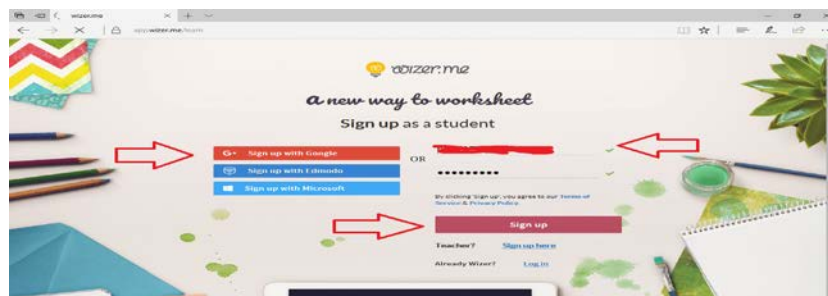 wizer.me
app.wizer.me/learn
wizer.me
a new way to worksheet
Sign up as a student
G+ Sign up with Google
Sign up with Edmodo
Sign up with Microsoft
OR
•••••••••
By clicking 'Sign up', you agree to our Terms of
Service & Privacy Policy
Sign up
Teacher? Sign up here
Already Wizer? Log in